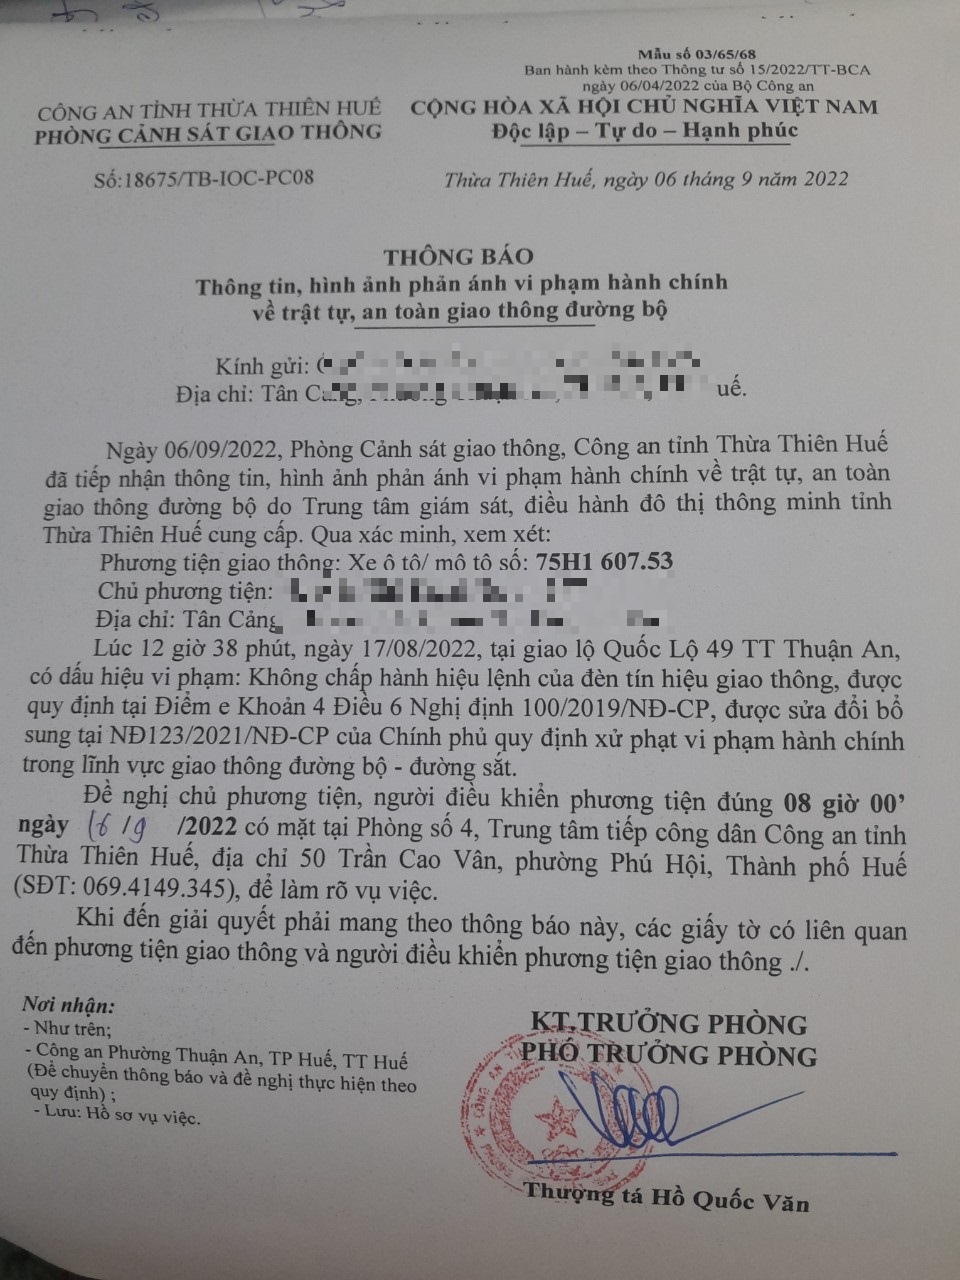 Mẫu số 03/65/68
Ban hành kèm theo Thông tư số 15/2022/TT-BCA
ngày 06/04/2022 của Bộ Công an
CÔNG AN TỈNH THỪA THIÊN HUẾ
PHÒNG CẢNH SÁT GIAO THÔNG
CỘNG HÒA XÃ HỘI CHỦ NGHĨA VIỆT NAM
Độc lập – Tự do – Hạnh phúc
Số:18675/TB-IOC-PC08
Thừa Thiên Huế, ngày 06 tháng 9 năm 2022
THÔNG BÁO
Thông tin, hình ảnh phản ánh vi phạm hành chính
về trật tự, an toàn giao thông đường bộ
Kính gửi:
Địa chỉ: Tân uế.
Ngày 06/09/2022, Phòng Cảnh sát giao thông, Công an tỉnh Thừa Thiên Huế
đã tiếp nhận thông tin, hình ảnh phản ánh vi phạm hành chính về trật tự, an toàn
giao thông đường bộ do Trung tâm giám sát, điều hành đô thị thông minh tỉnh
Thừa Thiên Huế cung cấp. Qua xác minh, xem xét:
Phương tiện giao thông: Xe ô tô/ mô tô số: 75H1 607.53
Chủ phương tiện:
Địa chỉ: Tân Cảng
Lúc 12 giờ 38 phút, ngày 17/08/2022, tại giao lộ Quốc Lộ 49 TT Thuận An,
có dấu hiệu vi phạm: Không chấp hành hiệu lệnh của đèn tín hiệu giao thông, được
quy định tại Điểm e Khoản 4 Điều 6 Nghị định 100/2019/NĐ-CP, được sửa đổi bổ
sung tại NĐ123/2021/NĐ-CP của Chính phủ quy định xử phạt vi phạm hành chính
trong lĩnh vực giao thông đường bộ - đường sắt.
Đề nghị chủ phương tiện, người điều khiển phương tiện đúng 08 giờ 00’
ngày 16/9 /2022 có mặt tại Phòng số 4, Trung tâm tiếp công dân Công an tỉnh
Thừa Thiên Huế, địa chỉ 50 Trần Cao Vân, phường Phú Hội, Thành phố Huế
(SĐT: 069.4149.345), để làm rõ vụ việc.
Khi đến giải quyết phải mang theo thông báo này, các giấy tờ có liên quan
đến phương tiện giao thông và người điều khiển phương tiện giao thông ./.
Nơi nhận:
- Như trên;
- Công an Phường Thuận An, TP Huế, TT Huế
(Để chuyển thông báo và đề nghị thực hiện theo
quy định) ;
- Lưu: Hồ sơ vụ việc.
KT.TRƯỞNG PHÒNG
PHÓ TRƯỞNG PHÒNG
CÔNG AN
Thượng tá Hồ Quốc Văn